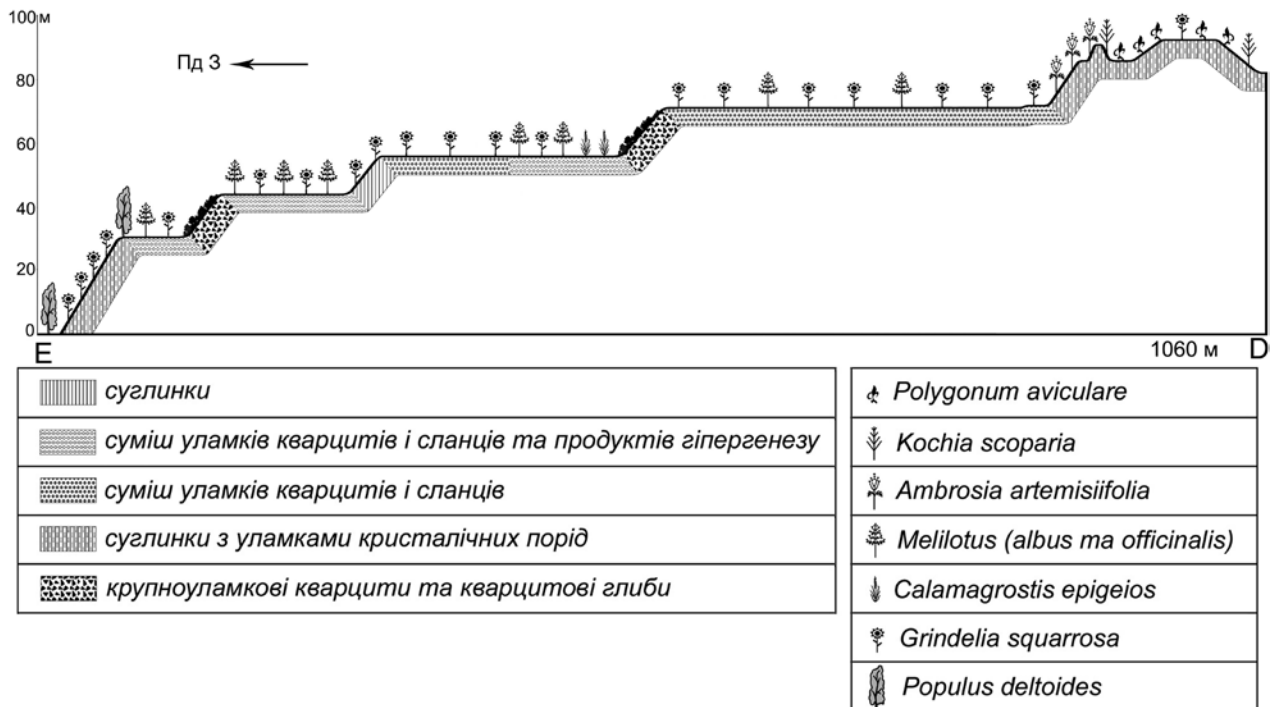 100 м
Пд З
80
60
40
20
0
E
1060 м
D
суглинки
суміш уламків кварцитів і сланців та продуктів гіпергенезу
суміш уламків кварцитів і сланців
суглинки з уламками кристалічних порід
крупноуламкові кварцити та кварцитові глиби
Polygonum aviculare
Kochia scoparia
Ambrosia artemisiifolia
Melilotus (albus та officinalis)
Calamagrostis epigeios
Grindelia squarrosa
Populus deltoides